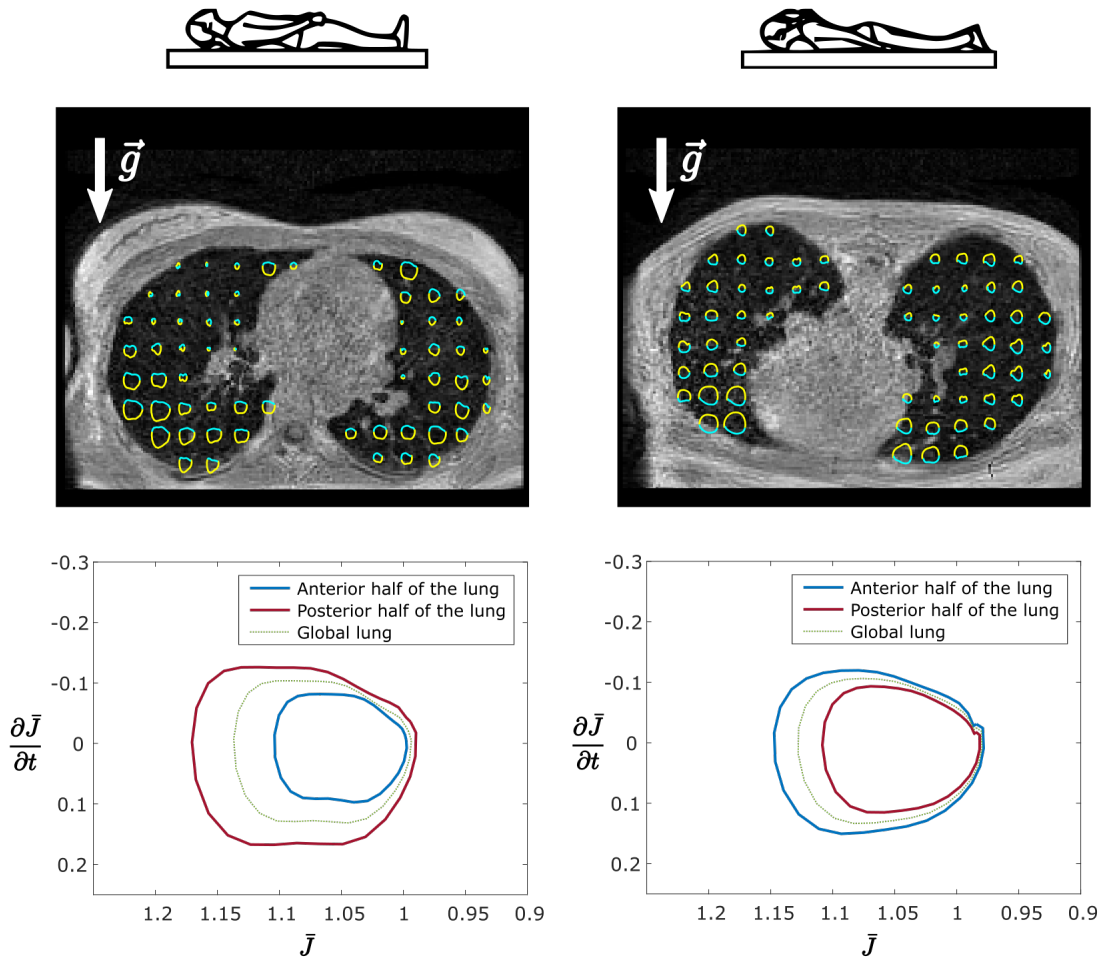 g⃗
g⃗
-0.3
-0.2
-0.1
0
0.1
0.2
∂J̄/∂t
Anterior half of the lung
Posterior half of the lung
Global lung
1.2 1.15 1.1 1.05 1 0.95
J̄
-0.3
-0.2
-0.1
0
0.1
0.2
∂J̄/∂t
Anterior half of the lung
Posterior half of the lung
Global lung
1.2 1.15 1.1 1.05 1 0.95 0.9
J̄